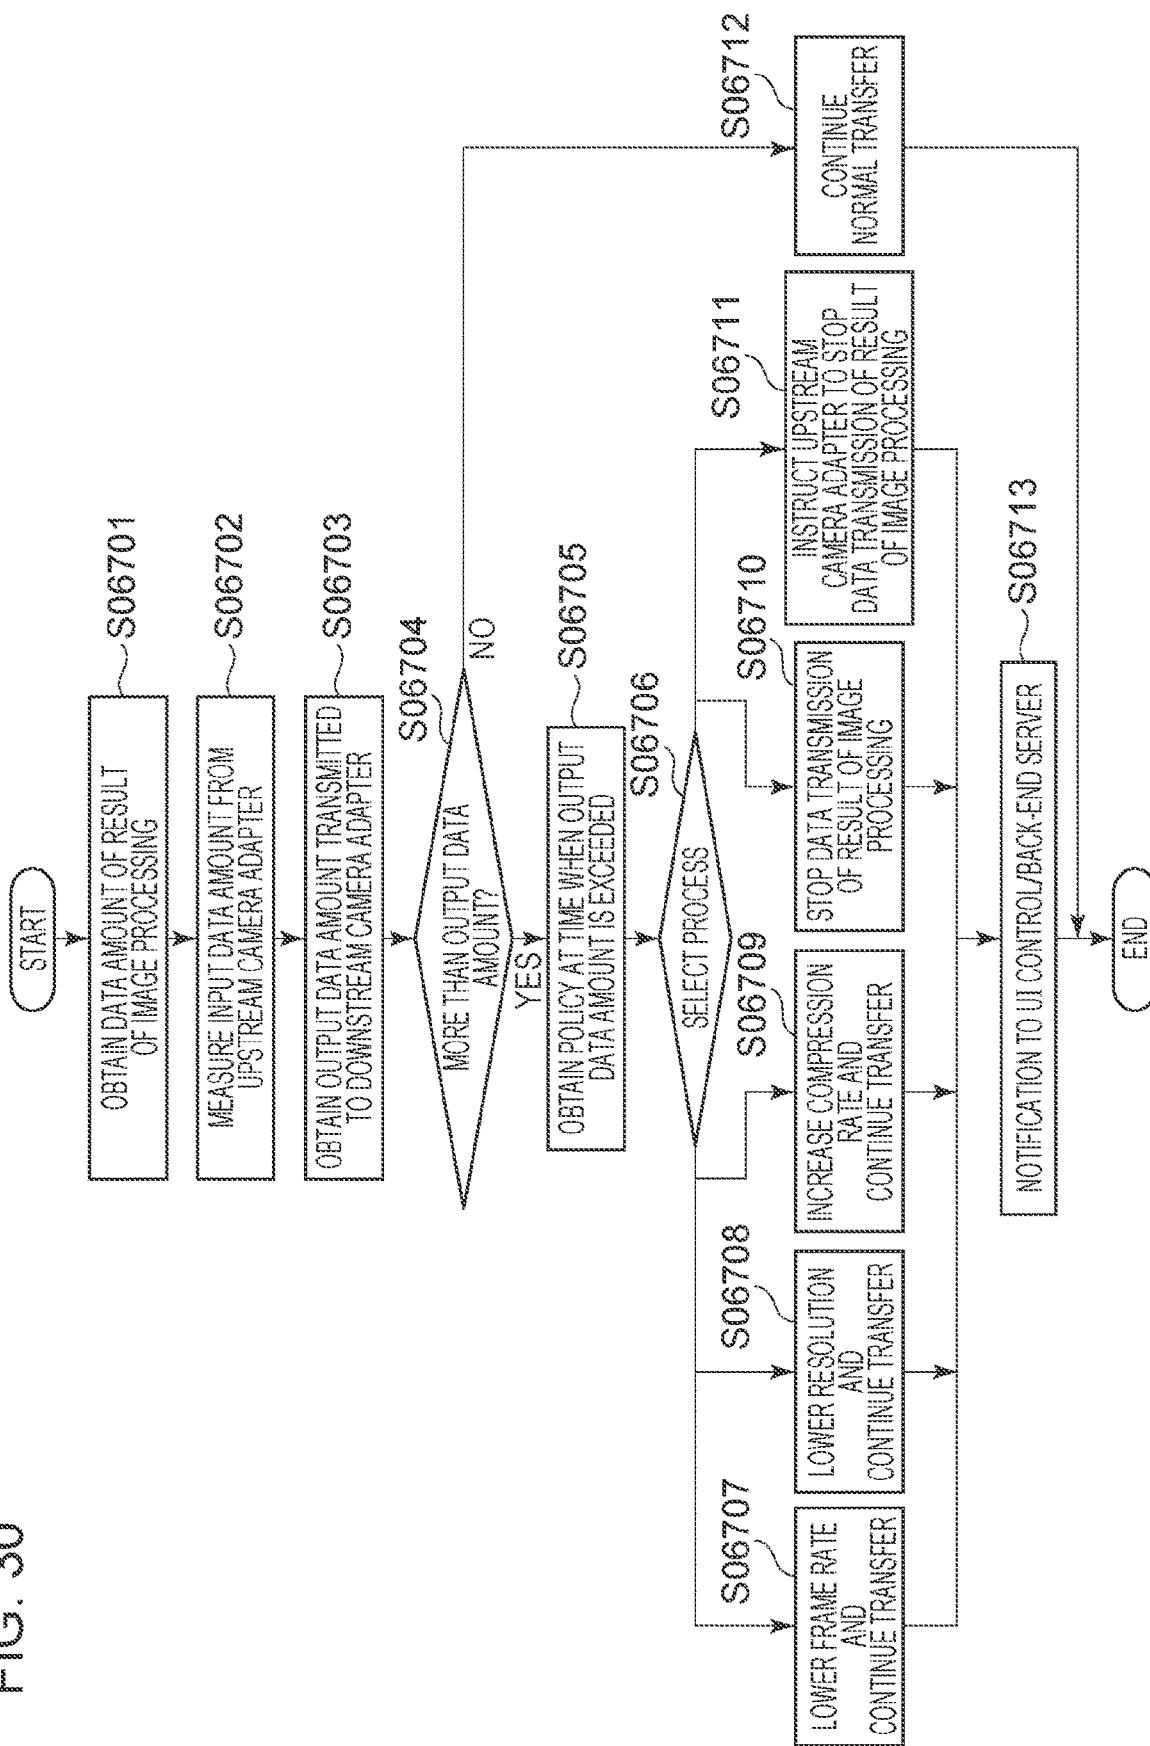 FIG. 30
START
OBTAIN DATA AMOUNT OF RESULT
OF IMAGE PROCESSING
S06701
MEASURE INPUT DATA AMOUNT FROM
UPSTREAM CAMERA ADAPTER
S06702
OBTAIN OUTPUT DATA AMOUNT TRANSMITTED
TO DOWNSTREAM CAMERA ADAPTER
S06703
MORE THAN OUTPUT DATA
AMOUNT?
S06704
NO
YES
OBTAIN POLICY AT TIME WHEN OUTPUT
DATA AMOUNT IS EXCEEDED
S06705
SELECT PROCESS
S06706
S06707
LOWER FRAME RATE
AND
CONTINUE TRANSFER
S06708
LOWER RESOLUTION
AND
CONTINUE TRANSFER
S06709
INCREASE COMPRESSION
RATE AND
CONTINUE TRANSFER
S06710
STOP DATA TRANSMISSION
OF RESULT OF IMAGE
PROCESSING
S06711
INSTRUCT UPSTREAM
CAMERA ADAPTER TO STOP
DATA TRANSMISSION OF RESULT
OF IMAGE PROCESSING
S06712
CONTINUE
NORMAL TRANSFER
NOTIFICATION TO UI CONTROL/BACK-END SERVER
S06713
END